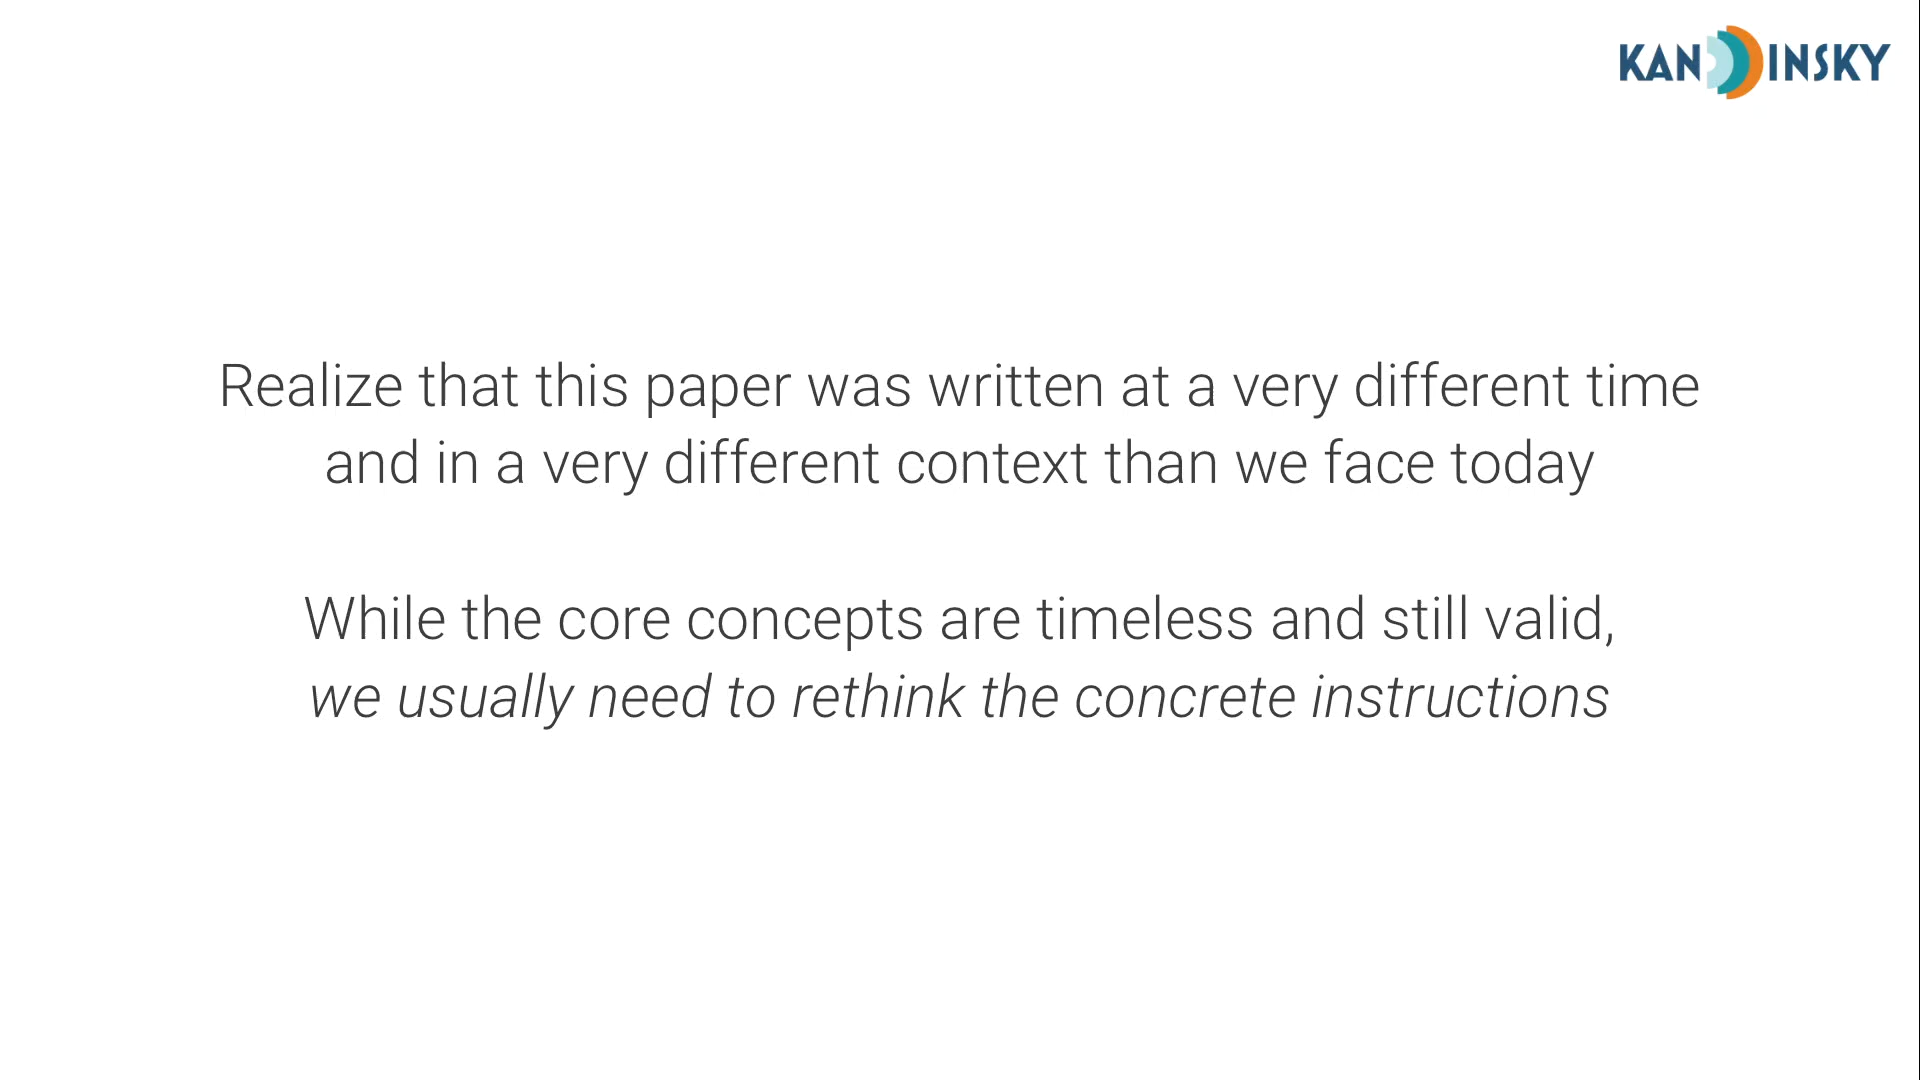 KANDINSKY
Realize that this paper was written at a very different time
and in a very different context than we face today
While the core concepts are timeless and still valid,
we usually need to rethink the concrete instructions